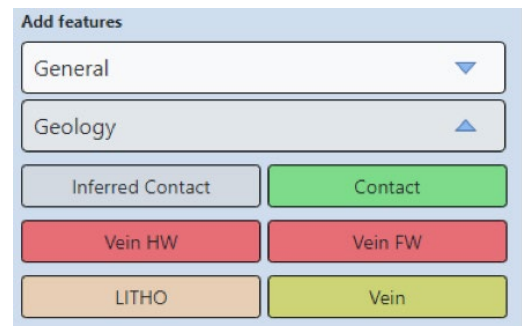 Add features
General
Geology
Inferred Contact Contact
Vein HW Vein FW
LITHO Vein